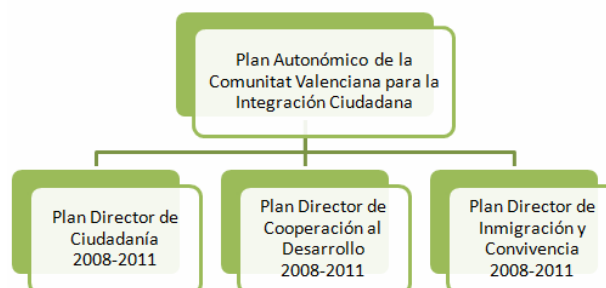 Plan Autonómico de la
Comunitat Valenciana para la
Integración Ciudadana
Plan Director de
Ciudadanía
2008-2011
Plan Director de
Cooperación al
Desarrollo
2008-2011
Plan Director de
Inmigración y
Convivencia
2008-2011